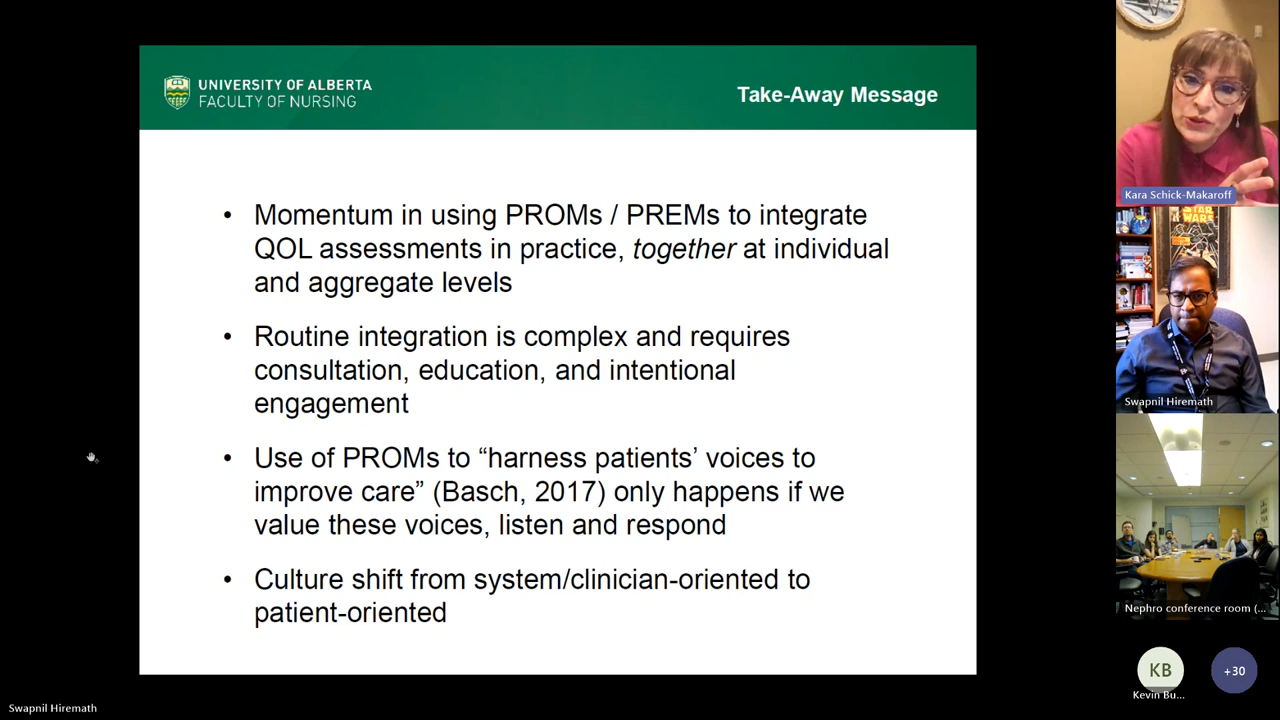 UNIVERSITY OF ALBERTA
FACULTY OF NURSING
Take-Away Message
• Momentum in using PROMs / PREMs to integrate
QOL assessments in practice, together at individual
and aggregate levels
• Routine integration is complex and requires
consultation, education, and intentional
engagement
• Use of PROMs to “harness patients’ voices to
improve care” (Basch, 2017) only happens if we
value these voices, listen and respond
• Culture shift from system/clinician-oriented to
patient-oriented
Kara Schick-Makaroff
STAR
WARS
Swapnil Hiremath
Nephro conference room (...
KB
Kevin Bu...
+30
Swapnil Hiremath